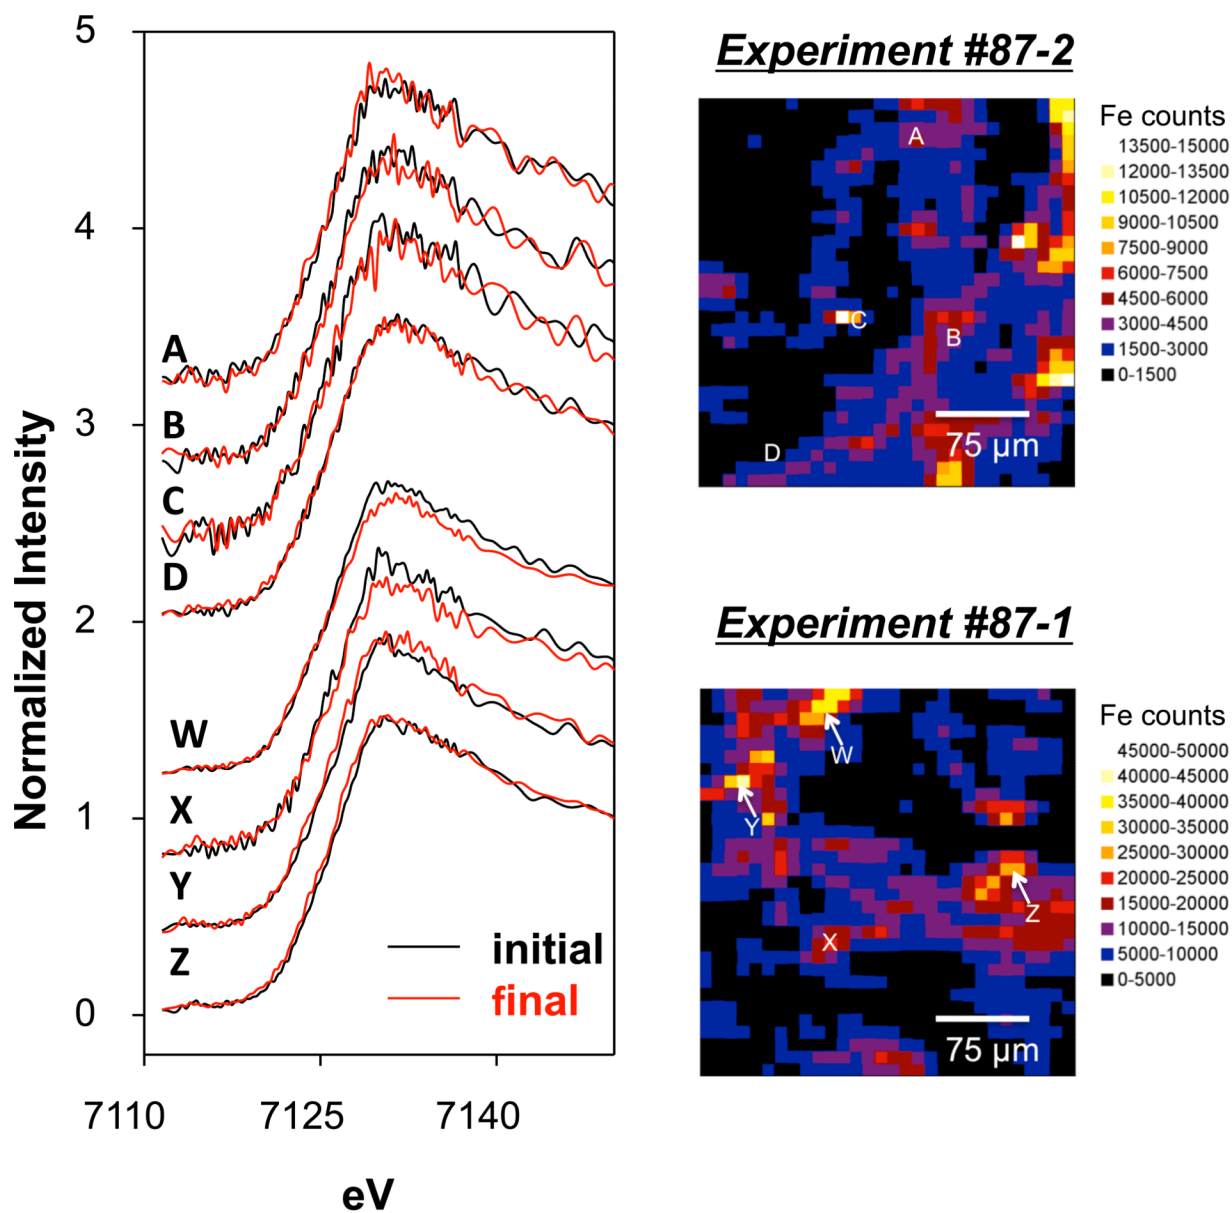 5
4
3
2
1
0
Normalized Intensity
A
B
C
D
W
X
Y
Z
initial
final
7110
7125
7140
eV
Experiment #87-2
A
B
C
D
75 µm
Fe counts
13500-15000
12000-13500
10500-12000
9000-10500
7500-9000
6000-7500
4500-6000
3000-4500
1500-3000
0-1500
Experiment #87-1
W
Y
Z
X
75 µm
Fe counts
45000-50000
40000-45000
35000-40000
30000-35000
25000-30000
20000-25000
15000-20000
10000-15000
5000-10000
0-5000